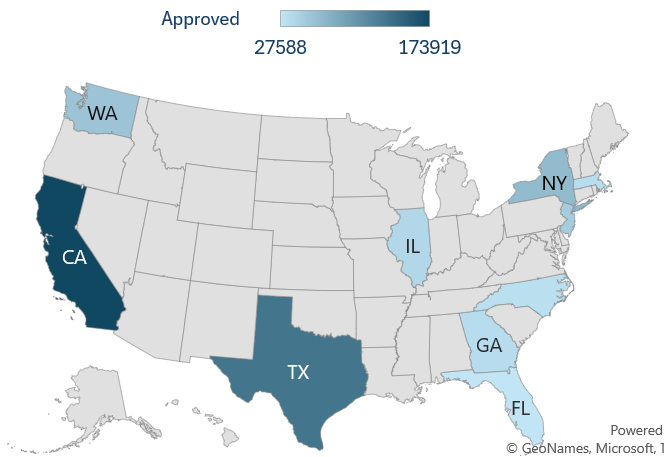 Approved
27588 173919
WA
NY
IL
CA
GA
TX
FL
Powered
© GeoNames, Microsoft,